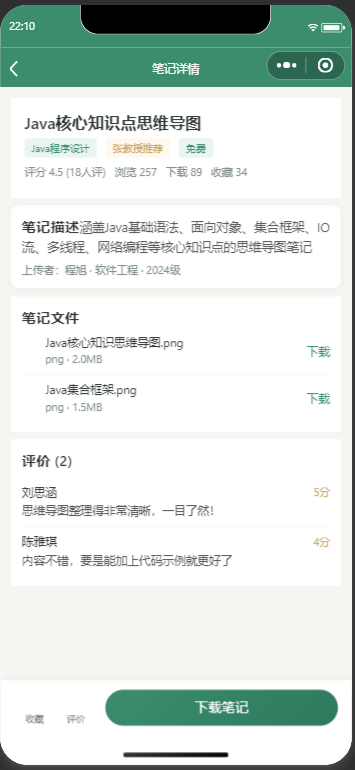 22:10
笔记详情
Java核心知识点思维导图
Java程序设计 张教授推荐 免费
评分 4.5 (18人评) 浏览 257 下载 89 收藏 34
笔记描述涵盖Java基础语法、面向对象、集合框架、IO
流、多线程、网络编程等核心知识点的思维导图笔记
上传者：程旭 · 软件工程 · 2024级
笔记文件
Java核心知识思维导图.png
png · 2.0MB
下载
Java集合框架.png
png · 1.5MB
下载
评价 (2)
刘思涵 5分
思维导图整理得非常清晰，一目了然！
陈雅琪 4分
内容不错，要是能加上代码示例就更好了
收藏 评价 下载笔记